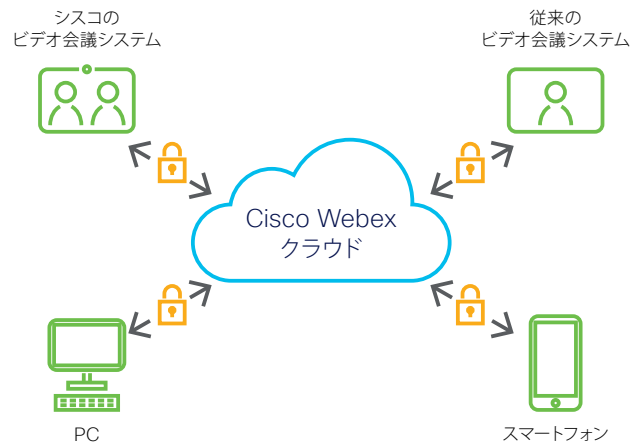 シスコの
ビデオ会議システム
従来の
ビデオ会議システム
Cisco Webex
クラウド
PC
スマートフォン